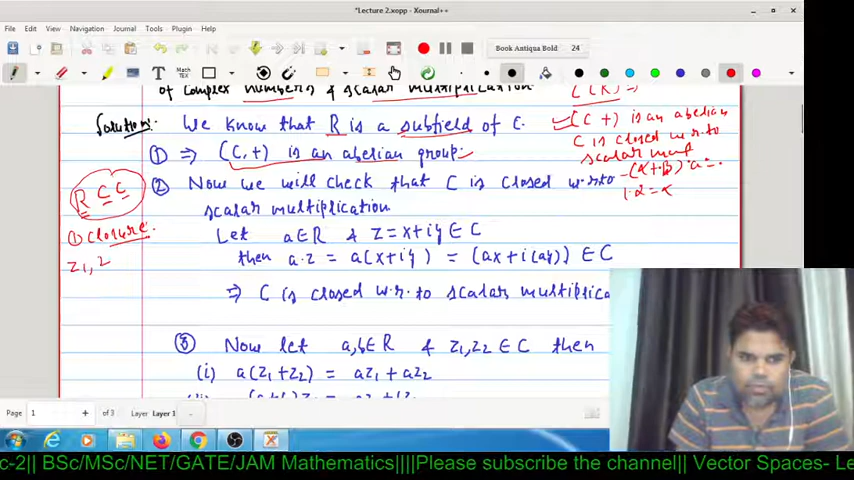 *Lecture 2.xopp - Xournal++
File Edit View Navigation Journal Tools Plugin Help
Book Antiqua Bold 24
of Complex Numbers & scalar multiplication
Solution:- We know that R is a subfield of C.
① ⇒ (C,+) is an abelian group.
② Now we will check that C is closed w.r.to
scalar multiplication
Let a∈R & z = x+iy ∈ C
then a·z = a(x+iy) = (ax+i(ay)) ∈ C
⇒ C is closed w.r. to scalar multiplica
③ Now let a,b∈R & z1,z2 ∈ C then
(i) a(z1+z2) = az1 + az2
(C +) is an abelian
C is closed w.r.to
scalar mult
(α+β)·a = .
1·α = α
R ⊆ C
① Closure.
z1, 2
Page 1 of 3 Layer Layer 1
c-2|| BSc/MSc/NET/GATE/JAM Mathematics||||Please subscribe the channel|| Vector Spaces- Le